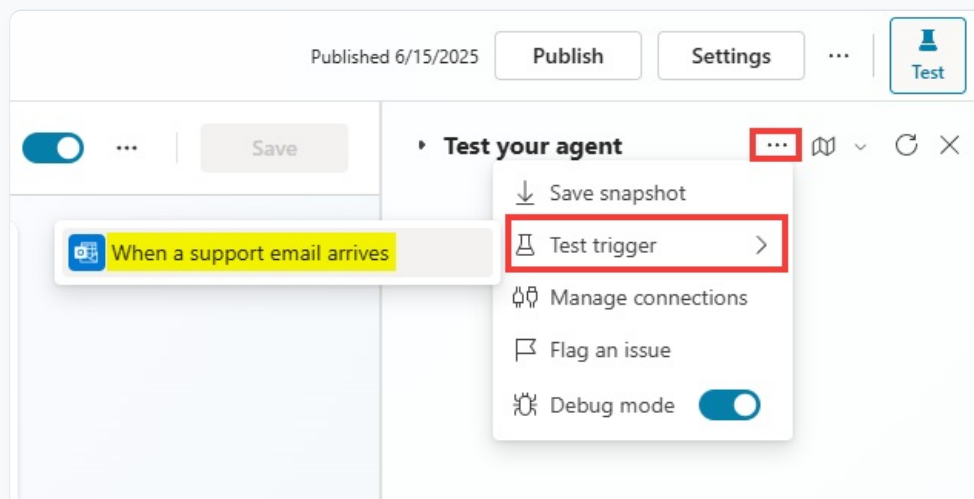 Published 6/15/2025
Publish
Settings
...
Test
...
Save
Test your agent
...
Save snapshot
Test trigger
When a support email arrives
Manage connections
Flag an issue
Debug mode